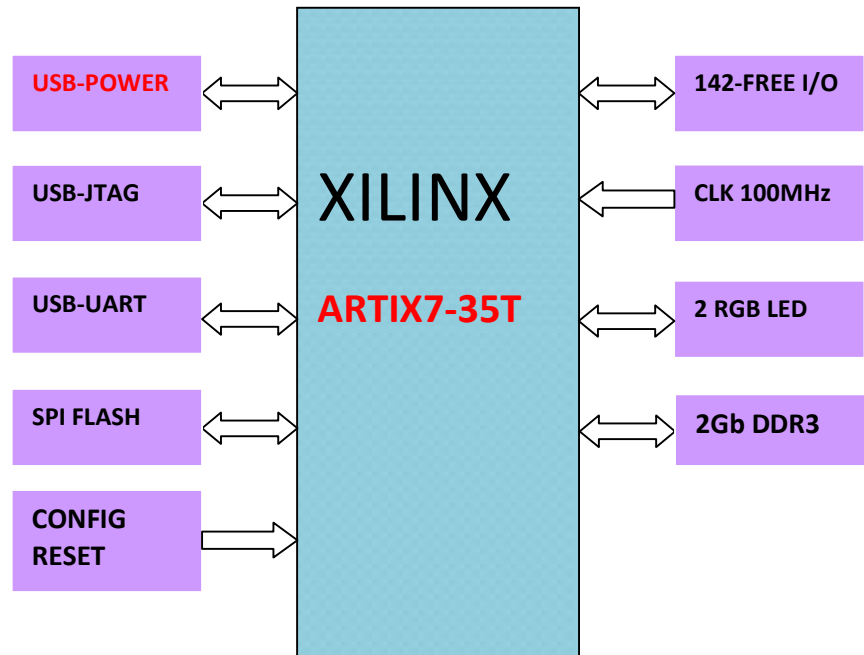 USB-POWER
USB-JTAG
USB-UART
SPI FLASH
CONFIG
RESET
XILINX
ARTIX7-35T
142-FREE I/O
CLK 100MHz
2 RGB LED
2Gb DDR3